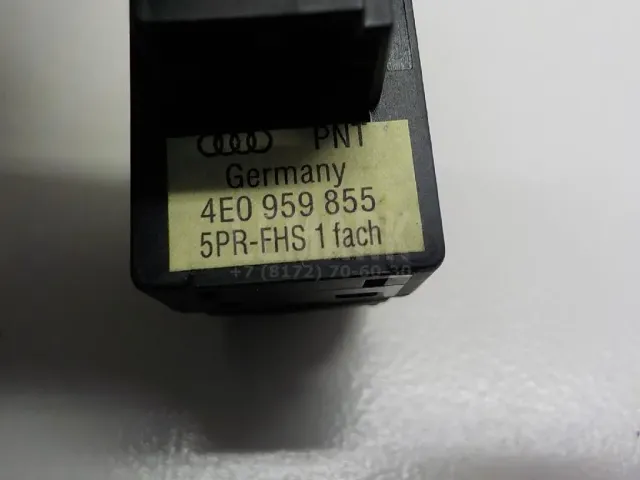 PNT
Germany
4E0 959 855
5PR-FHS 1 fach
+7 (8172) 70-60-30